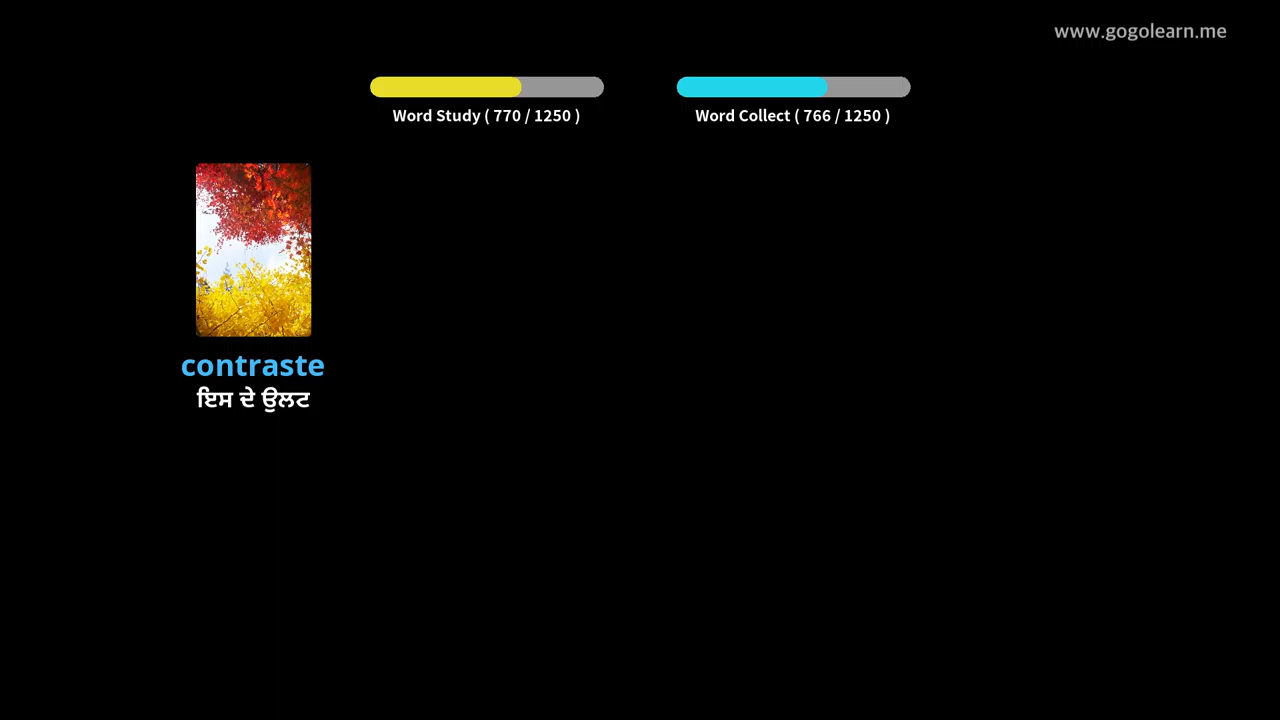 www.gogolearn.me
Word Study ( 770 / 1250 )
Word Collect ( 766 / 1250 )
contraste
ਇਸ ਦੇ ਉਲਟ